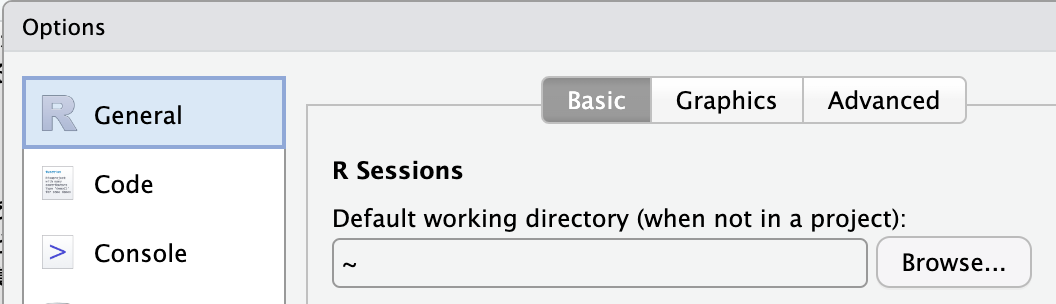 Options
General
Code
Console
Basic
Graphics
Advanced
R Sessions
Default working directory (when not in a project):
~
Browse...